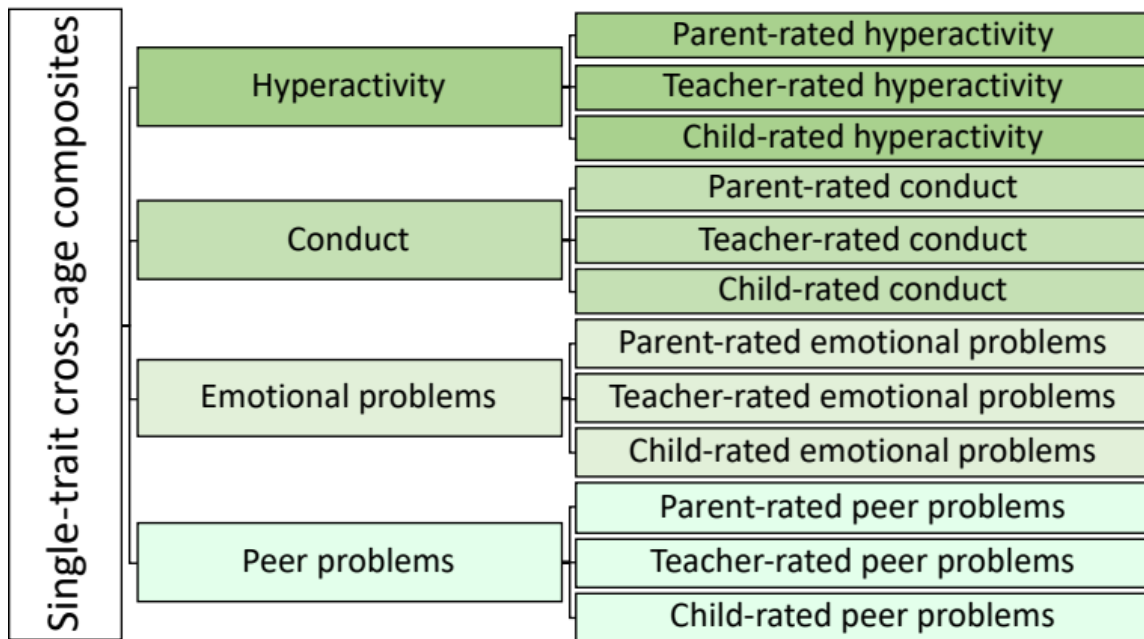 Single-trait cross-age composites
Hyperactivity
Parent-rated hyperactivity
Teacher-rated hyperactivity
Child-rated hyperactivity
Conduct
Parent-rated conduct
Teacher-rated conduct
Child-rated conduct
Emotional problems
Parent-rated emotional problems
Teacher-rated emotional problems
Child-rated emotional problems
Peer problems
Parent-rated peer problems
Teacher-rated peer problems
Child-rated peer problems